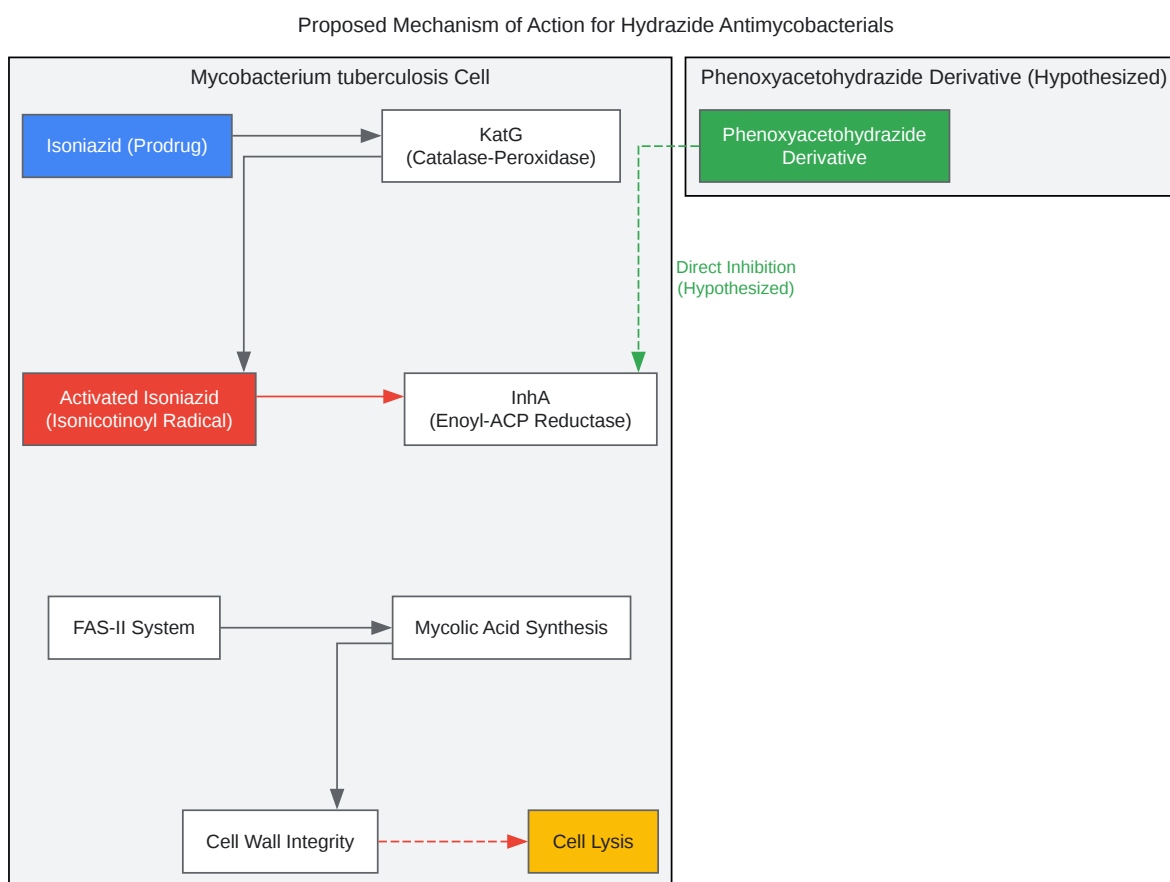 Proposed Mechanism of Action for Hydrazide Antimycobacterials
Mycobacterium tuberculosis Cell
Phenoxyacetohydrazide Derivative (Hypothesized)
Isoniazid (Prodrug)
KatG
(Catalase-Peroxidase)
Phenoxyacetohydrazide
Derivative
Direct Inhibition
(Hypothesized)
Activated Isoniazid
(Isonicotinoyl Radical)
InhA
(Enoyl-ACP Reductase)
FAS-II System
Mycolic Acid Synthesis
Cell Wall Integrity
Cell Lysis